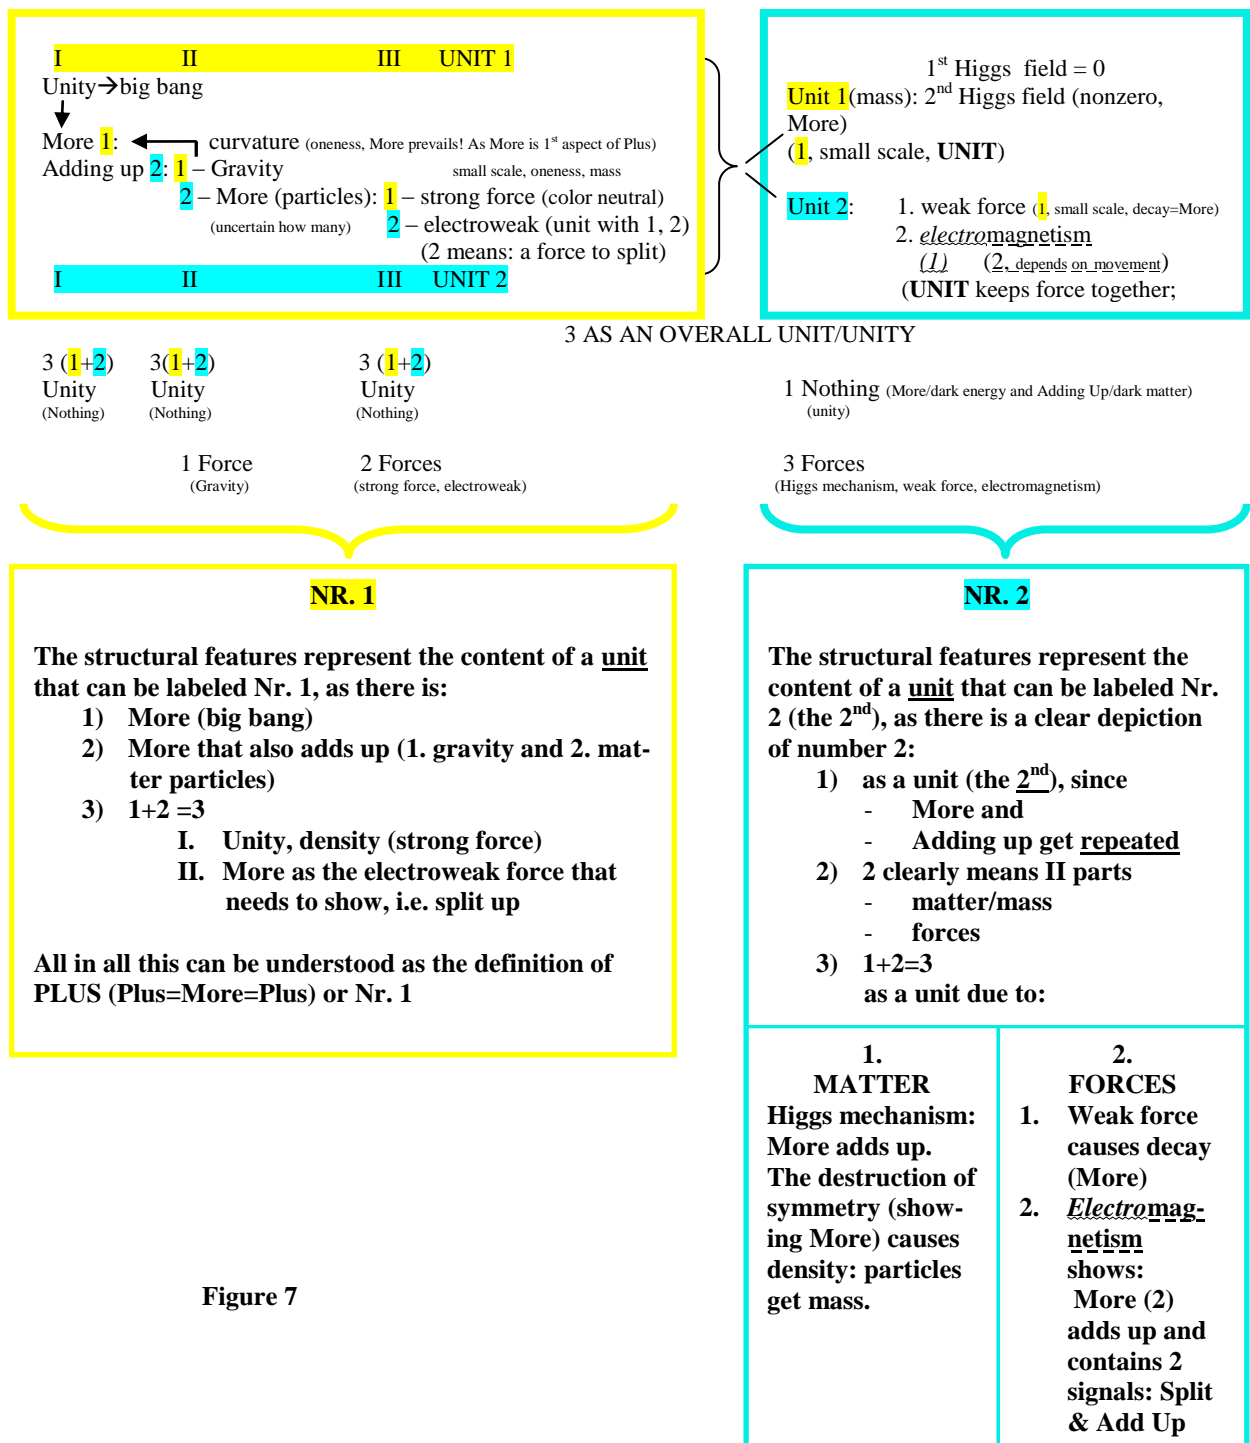 I II III UNIT 1
Unity→big bang
More 1: curvature (oneness, More prevails! As More is 1st aspect of Plus)
Adding up 2: 1 – Gravity small scale, oneness, mass
2 – More (particles): 1 – strong force (color neutral)
(uncertain how many) 2 – electroweak (unit with 1, 2)
(2 means: a force to split)
I II III UNIT 2
1st Higgs field = 0
Unit 1(mass): 2nd Higgs field (nonzero,
More)
(1, small scale, UNIT)
Unit 2: 1. weak force (1, small scale, decay=More)
2. electromagnetism
(1) (2, depends on movement)
(UNIT keeps force together;
3 AS AN OVERALL UNIT/UNITY
3 (1+2) 3(1+2) 3 (1+2)
Unity Unity Unity
(Nothing) (Nothing) (Nothing)
1 Nothing (More/dark energy and Adding Up/dark matter)
(unity)
1 Force 2 Forces 3 Forces
(Gravity) (strong force, electroweak) (Higgs mechanism, weak force, electromagnetism)
NR. 1
The structural features represent the content of a unit
that can be labeled Nr. 1, as there is:
1) More (big bang)
2) More that also adds up (1. gravity and 2. mat-
ter particles)
3) 1+2 =3
I. Unity, density (strong force)
II. More as the electroweak force that
needs to show, i.e. split up
All in all this can be understood as the definition of
PLUS (Plus=More=Plus) or Nr. 1
NR. 2
The structural features represent the
content of a unit that can be labeled Nr.
2 (the 2nd), as there is a clear depiction
of number 2:
1) as a unit (the 2nd), since
- More and
- Adding up get repeated
2) 2 clearly means II parts
- matter/mass
- forces
3) 1+2=3
as a unit due to:
1.
MATTER
Higgs mechanism:
More adds up.
The destruction of
symmetry (show-
ing More) causes
density: particles
get mass.
2.
FORCES
1. Weak force
causes decay
(More)
2. Electromag-
netism
shows:
More (2)
adds up and
contains 2
signals: Split
& Add Up
Figure 7